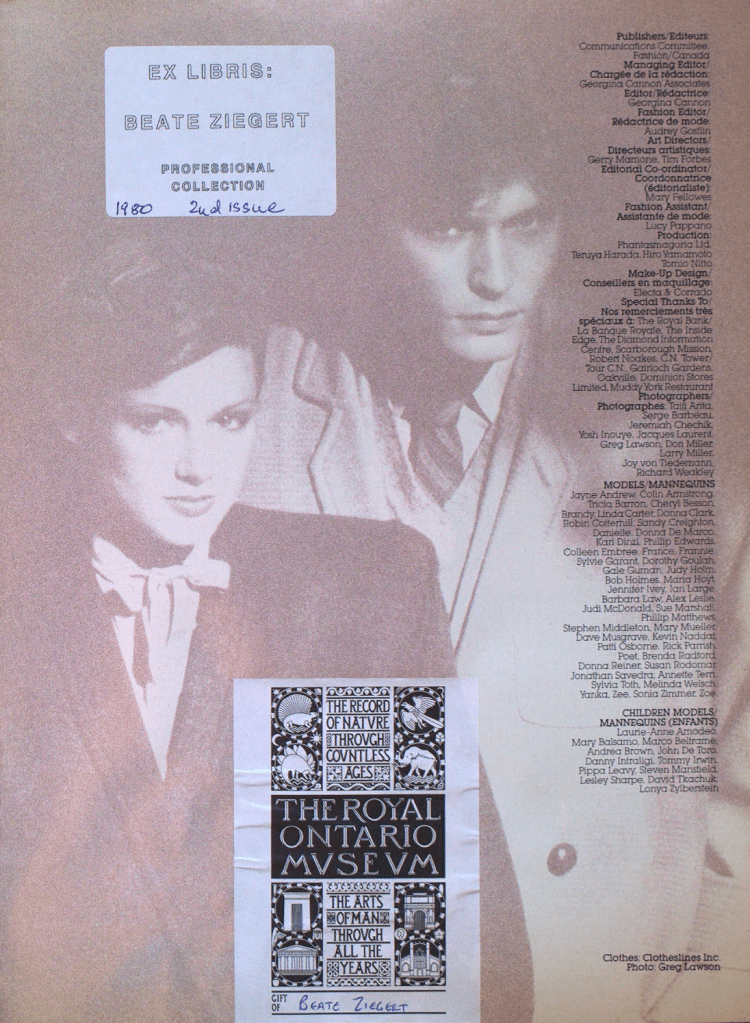 EX LIBRIS:
BEATE ZIEGERT
PROFESSIONAL
COLLECTION
1980 2nd issue
Publishers/Editeurs:
Communications Committee,
Fashion/Canada
Managing Editor/
Chargée de la rédaction:
Georgina Cannon Associates
Editor/Rédactrice:
Georgina Cannon
Fashion Editor/
Rédactrice de mode:
Audrey Gostlin
Art Directors/
Directeurs artistiques:
Gerry Mamone, Tim Forbes
Editorial Co-ordinator/
Coordonnatrice
(éditorialiste):
Mary Fellowes
Fashion Assistant/
Assistante de mode:
Lucy Pappano
Production:
Phantasmagoria Ltd.
Teruya Harada, Hiro Yamamoto
Tomio Nitto
Make-Up Design/
Conseillers en maquillage:
Electa & Corrado
Special Thanks To/
Nos remerciements très
spéciaux à: The Royal Bank/
La Banque Royale, The Inside
Edge, The Diamond Information
Centre, Scarborough Mission,
Robert Noakes, C.N. Tower/
Tour C.N., Gairloch Gardens,
Oakville, Dominion Stores
Limited, Muddy York Restaurant
Photographers/
Photographes: Taiji Arita,
Serge Barbeau,
Jeremiah Chechik,
Yosh Inouye, Jacques Laurent,
Greg Lawson, Don Miller,
Larry Miller,
Joy von Tiedemann,
Richard Weakley
MODELS/MANNEQUINS
Jayne Andrew, Colin Armstrong,
Tricia Barron, Cheryl Besson,
Brandy, Linda Carter, Donna Clark,
Robin Cotterhill, Sandy Creighton,
Danielle, Donna De Marco,
Karl Dinzl, Phillip Edwards,
Colleen Embree, France, Frannie,
Sylvie Garant, Dorothy Goulah,
Gale Guman, Judy Holm,
Bob Holmes, Maria Hoyt,
Jennifer Ivey, Ian Large,
Barbara Law, Alex Leslie,
Judi McDonald, Sue Marshall,
Phillip Matthews,
Stephen Middleton, Mary Mueller,
Dave Musgrave, Kevin Naddaf,
Patti Osborne, Rick Parrish,
Poet, Brenda Radford,
Donna Reiner, Susan Rodomar,
Jonathan Savedra, Annette Tern,
Sylvia Toth, Melinda Welsch,
Yanka, Zee, Sonia Zimmer, Zoe
CHILDREN MODELS/
MANNEQUINS (ENFANTS)
Laurie-Anne Amodeo,
Mary Balsamo, Marco Beltrame,
Andrea Brown, John De Toro,
Danny Intraligi, Tommy Irwin,
Pippa Leavy, Steven Mansfield,
Lesley Sharpe, David Tkachuk,
Lonya Zylberstein
THE RECORD
OF NATVRE
THROVGH
COVNTLESS
AGES
THE ROYAL
ONTARIO
MVSEVM
THE ARTS
OF MAN
THROVGH
ALL THE
YEARS
GIFT
OF BEATE ZIEGERT
Clothes: Clotheslines Inc.
Photo: Greg Lawson